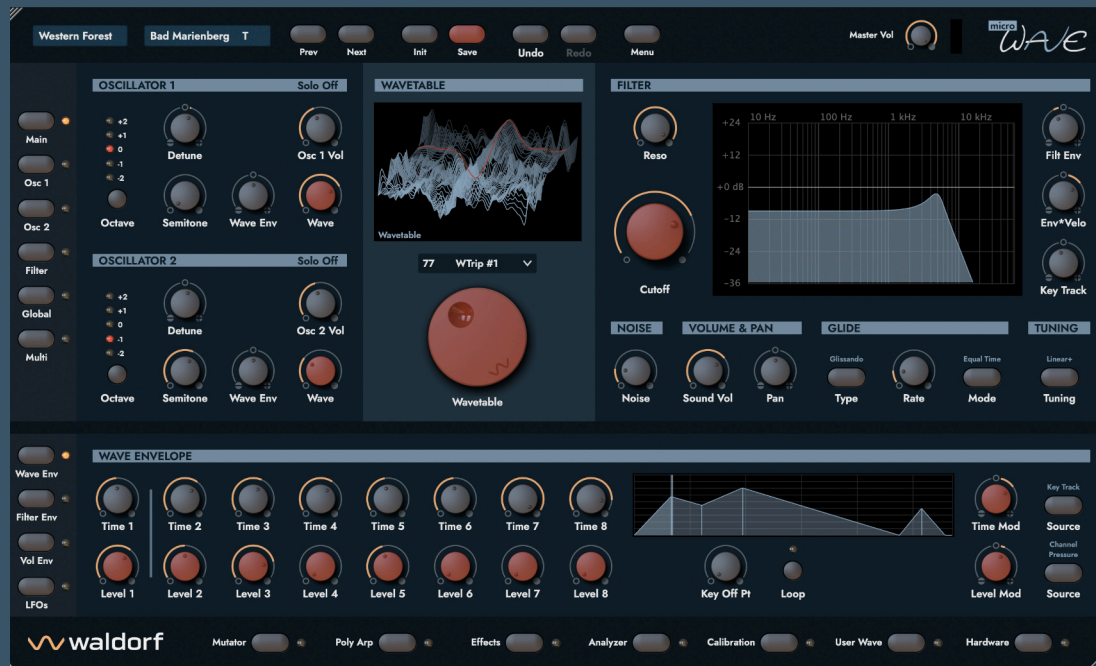 Western Forest
Bad Marienberg T
Prev
Next
Init
Save
Undo
Redo
Menu
Master Vol
micro
WAVE
Main
Osc 1
Osc 2
Filter
Global
Multi
OSCILLATOR 1
Solo Off
+2
+1
0
-1
-2
Octave
Detune
Osc 1 Vol
Semitone
Wave Env
Wave
OSCILLATOR 2
Solo Off
+2
+1
0
-1
-2
Octave
Detune
Osc 2 Vol
Semitone
Wave Env
Wave
WAVETABLE
Wavetable
77 WTrip #1
Wavetable
FILTER
Reso
Cutoff
10 Hz 100 Hz 1 kHz 10 kHz
+24
+12
+0 dB
-12
-24
-36
Filt Env
Env*Velo
Key Track
NOISE
Noise
VOLUME & PAN
Sound Vol
Pan
GLIDE
Glissando
Type
Rate
Equal Time
Mode
TUNING
Linear+
Tuning
Wave Env
Filter Env
Vol Env
LFOs
WAVE ENVELOPE
Time 1
Time 2
Time 3
Time 4
Time 5
Time 6
Time 7
Time 8
Level 1
Level 2
Level 3
Level 4
Level 5
Level 6
Level 7
Level 8
Key Off Pt
Loop
Time Mod
Key Track
Source
Level Mod
Channel
Pressure
Source
waldorf
Mutator
Poly Arp
Effects
Analyzer
Calibration
User Wave
Hardware